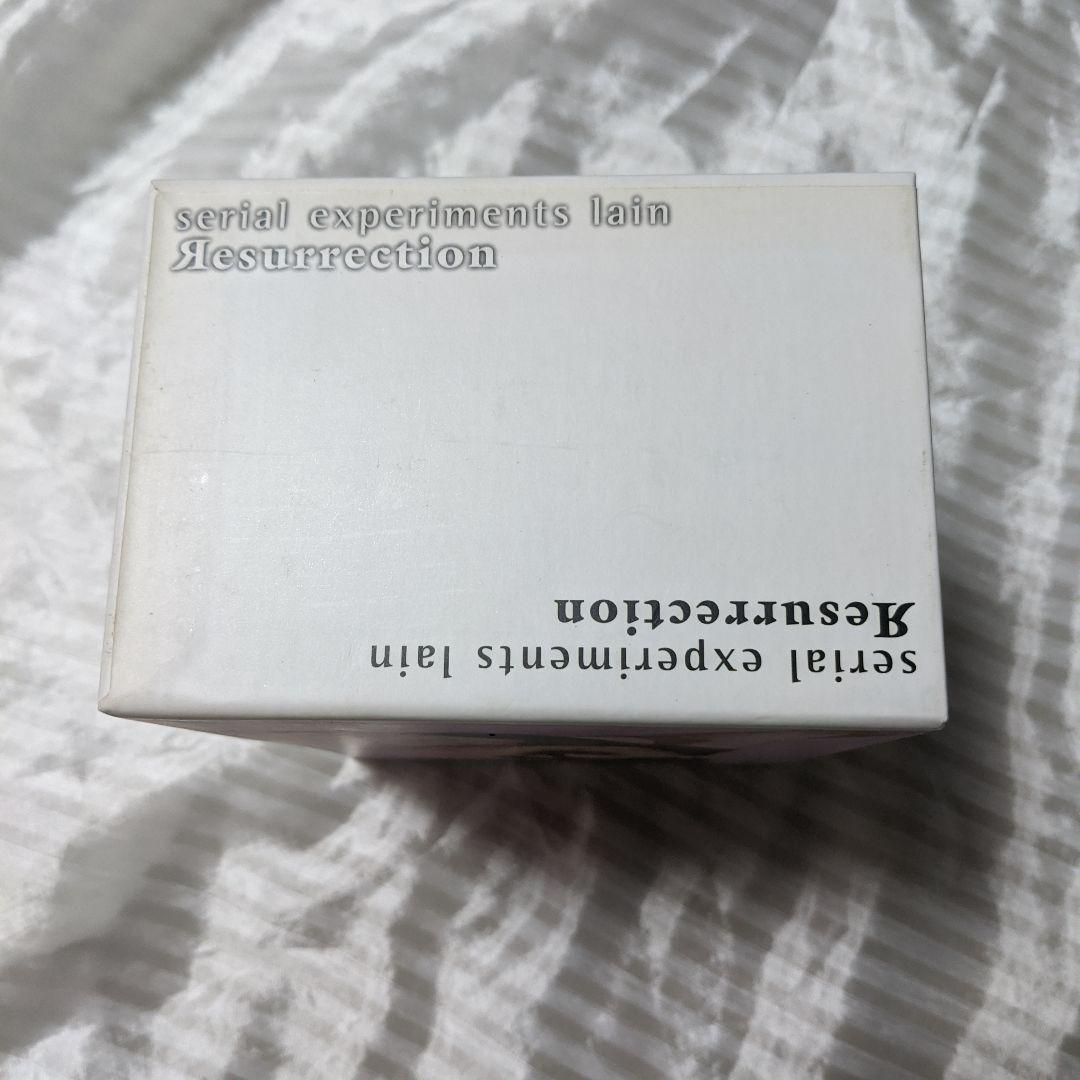 serial experiments lain
Яesurrection
serial experiments lain
Яesurrection